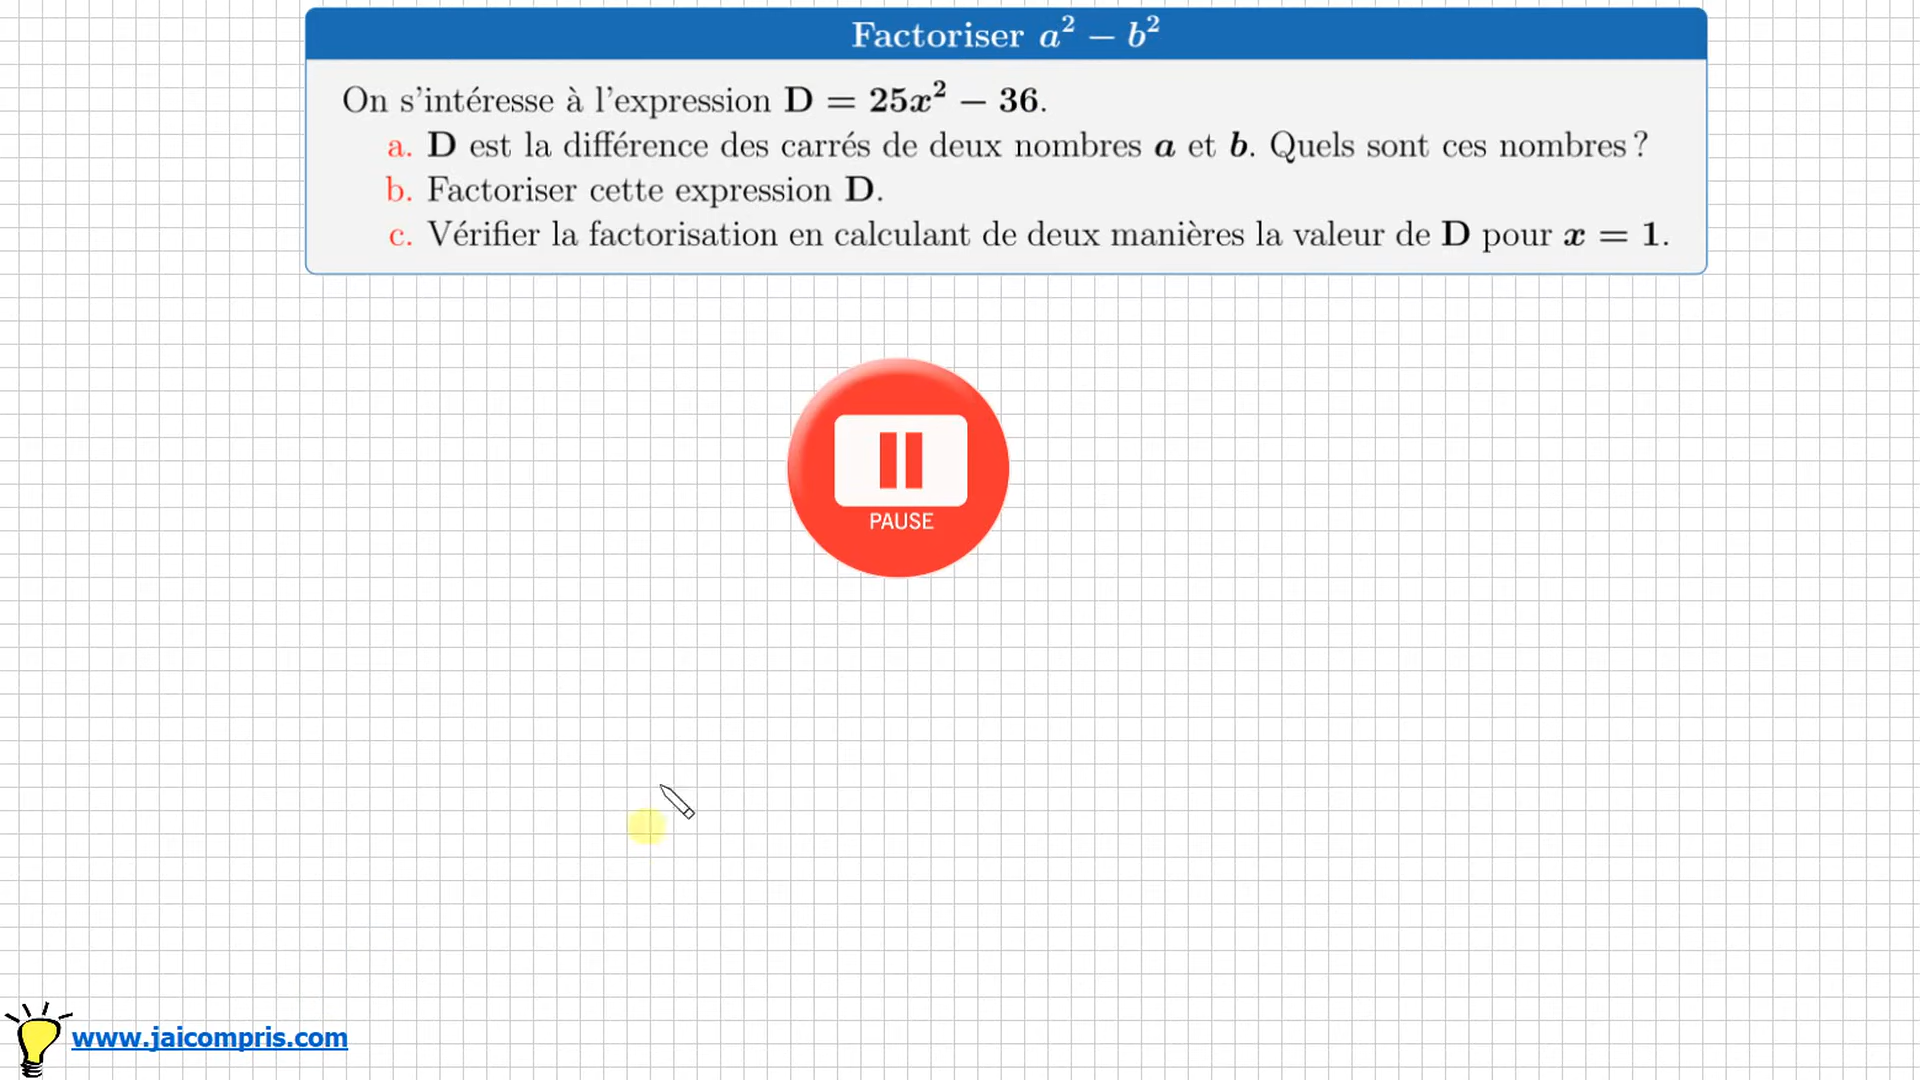 Factoriser a² − b²
On s'intéresse à l'expression D = 25x² − 36.
a. D est la différence des carrés de deux nombres a et b. Quels sont ces nombres ?
b. Factoriser cette expression D.
c. Vérifier la factorisation en calculant de deux manières la valeur de D pour x = 1.
PAUSE
www.jaicompris.com